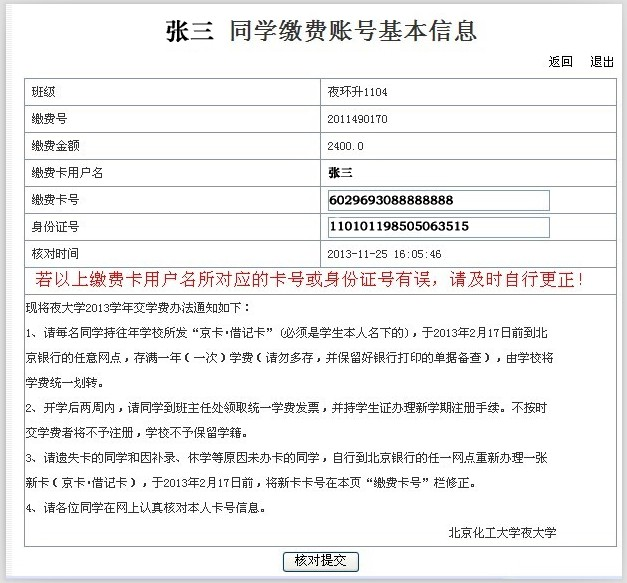 张三 同学缴费账号基本信息
返回 退出
班级 夜环升1104
缴费号 2011490170
缴费金额 2400.0
缴费卡用户名 张三
缴费卡号 6029693088888888
身份证号 110101198505063515
核对时间 2013-11-25 16:05:46
若以上缴费卡用户名所对应的卡号或身份证号有误，请及时自行更正！
现将夜大学2013学年交学费办法通知如下：
1、请每名同学持往年学校所发“京卡·借记卡”(必须是学生本人名下的)，于2013年2月17日前到北
京银行的任意网点，存满一年（一次）学费（请勿多存，并保留好银行打印的单据备查），由学校将
学费统一划转。
2、开学后两周内，请同学到班主任处领取统一学费发票，并持学生证办理新学期注册手续。不按时
交学费者将不予注册，学校不予保留学籍。
3、请遗失卡的同学和因补录、休学等原因未办卡的同学，自行到北京银行的任一网点重新办理一张
新卡（京卡·借记卡），于2013年2月17日前，将新卡卡号在本页“缴费卡号”栏修正。
4、请各位同学在网上认真核对本人卡号信息。
北京化工大学夜大学
核对提交